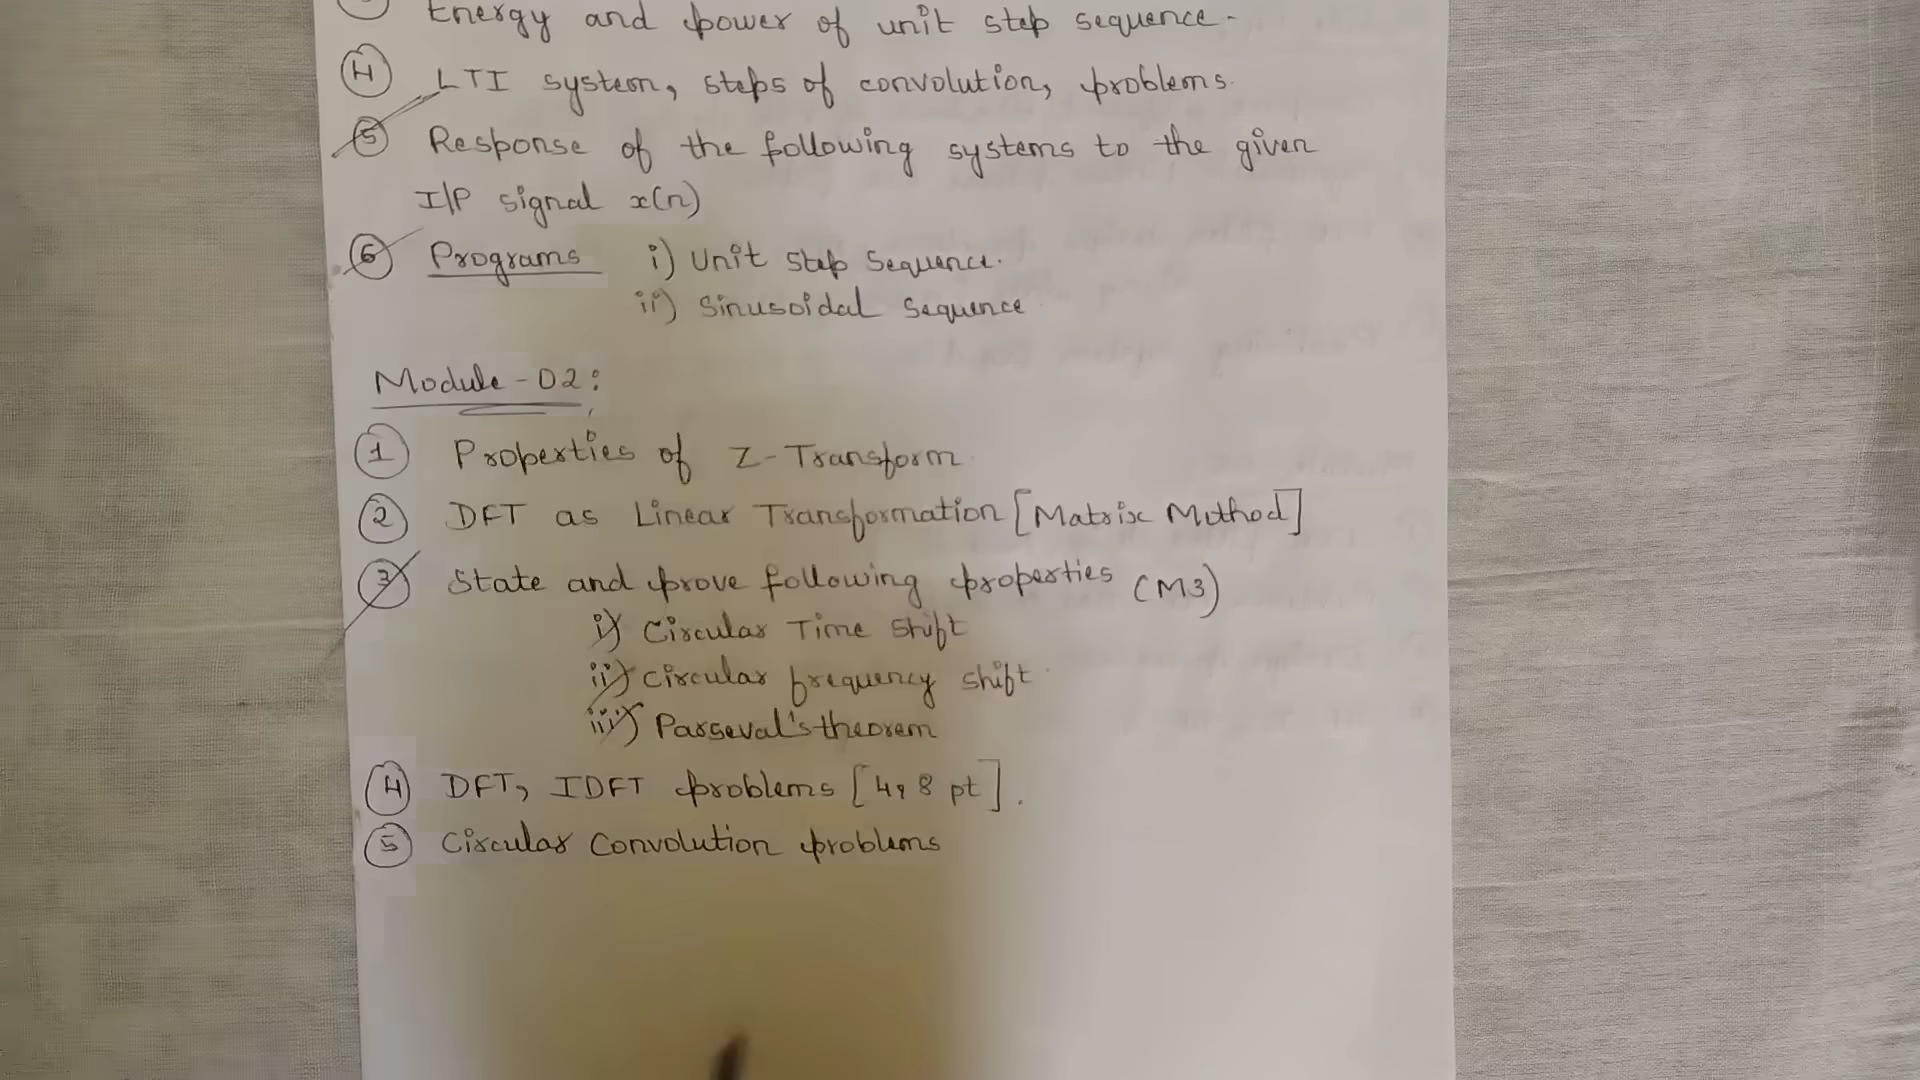 Energy and power of unit step sequence.
4 LTI system, steps of convolution, problems.
5 Response of the following systems to the given
I/P signal x(n)
6 Programs i) Unit Step Sequence.
ii) Sinusoidal Sequence
Module-02:
1 Properties of Z-Transform
2 DFT as Linear Transformation [Matrix Method]
3 State and prove following properties (M3)
i) Circular Time Shift
ii) Circular frequency shift
iii) Parseval's theorem
4 DFT, IDFT problems [4, 8 pt].
5 Circular Convolution problems